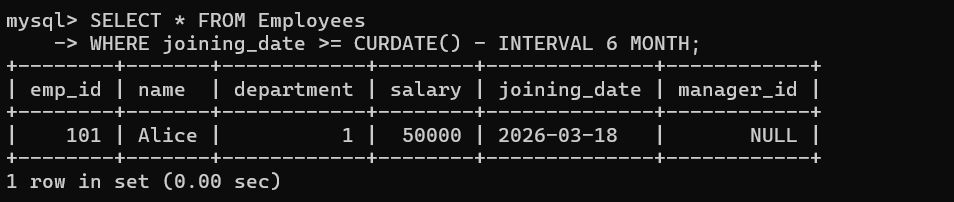 mysql> SELECT * FROM Employees
    -> WHERE joining_date >= CURDATE() - INTERVAL 6 MONTH;
+--------+-------+------------+--------+--------------+------------+
| emp_id | name  | department | salary | joining_date | manager_id |
+--------+-------+------------+--------+--------------+------------+
|    101 | Alice |          1 |  50000 | 2026-03-18   |       NULL |
+--------+-------+------------+--------+--------------+------------+
1 row in set (0.00 sec)